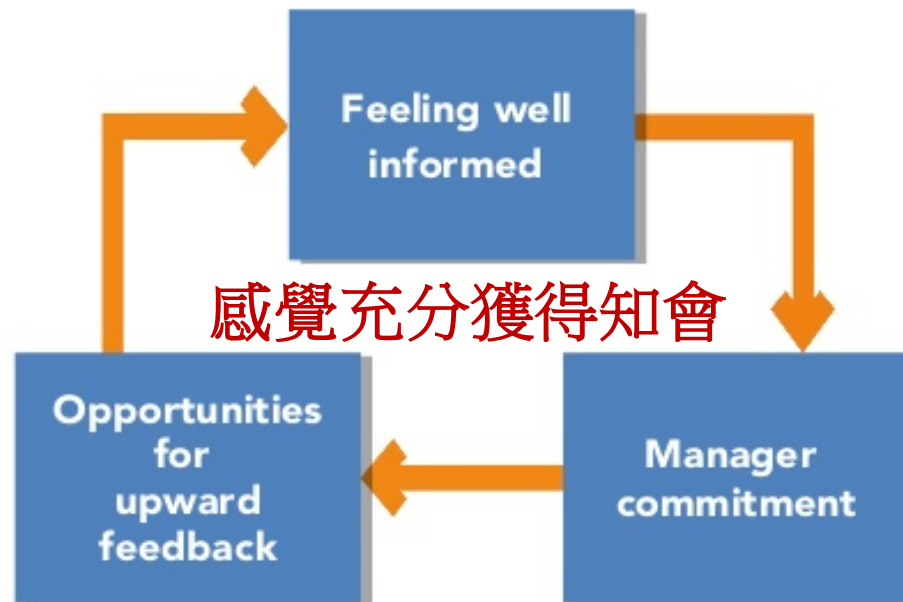 Feeling well
informed
感覺充分獲得知會
Opportunities
for
upward
feedback
Manager
commitment